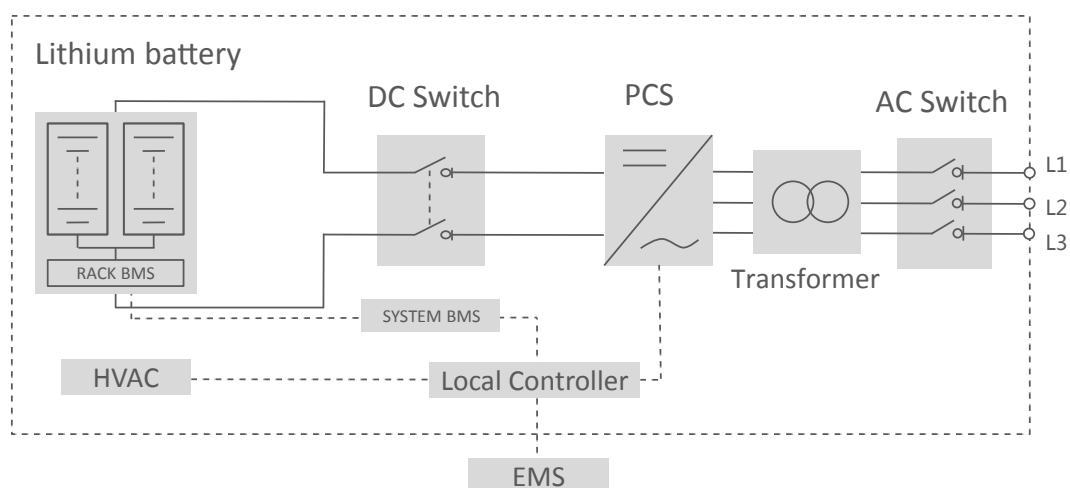 Lithium battery
DC Switch
PCS
AC Switch
L1
L2
L3
RACK BMS
Transformer
SYSTEM BMS
HVAC
Local Controller
EMS